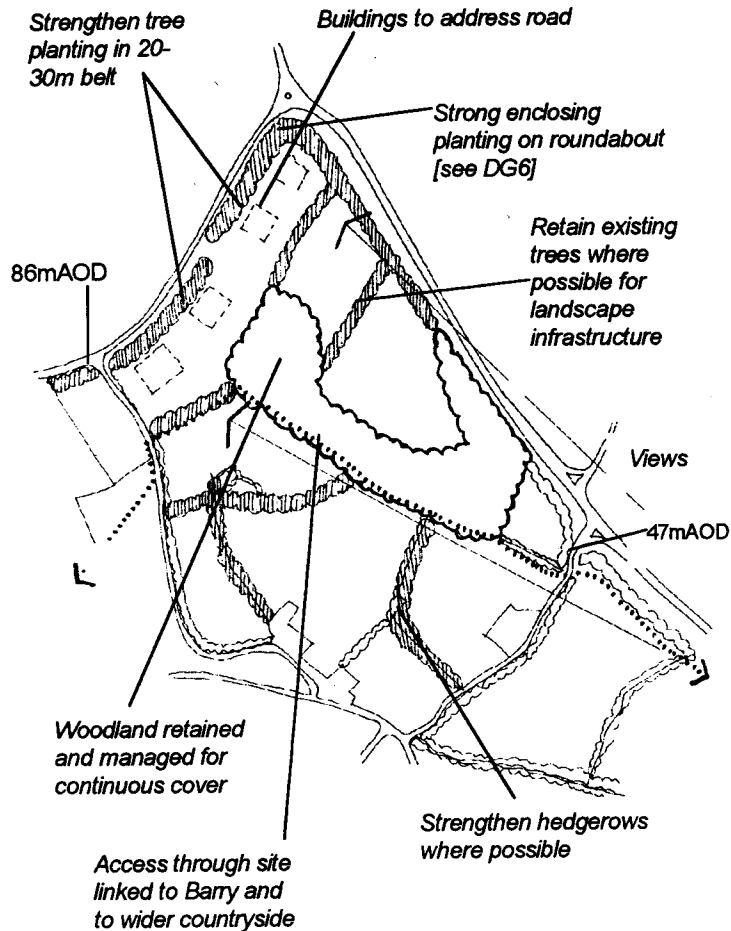 Strengthen tree
planting in 20-
30m belt
Buildings to address road
Strong enclosing
planting on roundabout
[see DG6]
Retain existing
trees where
possible for
landscape
infrastructure
86mAOD
Views
47mAOD
Woodland retained
and managed for
continuous cover
Strengthen hedgerows
where possible
Access through site
linked to Barry and
to wider countryside